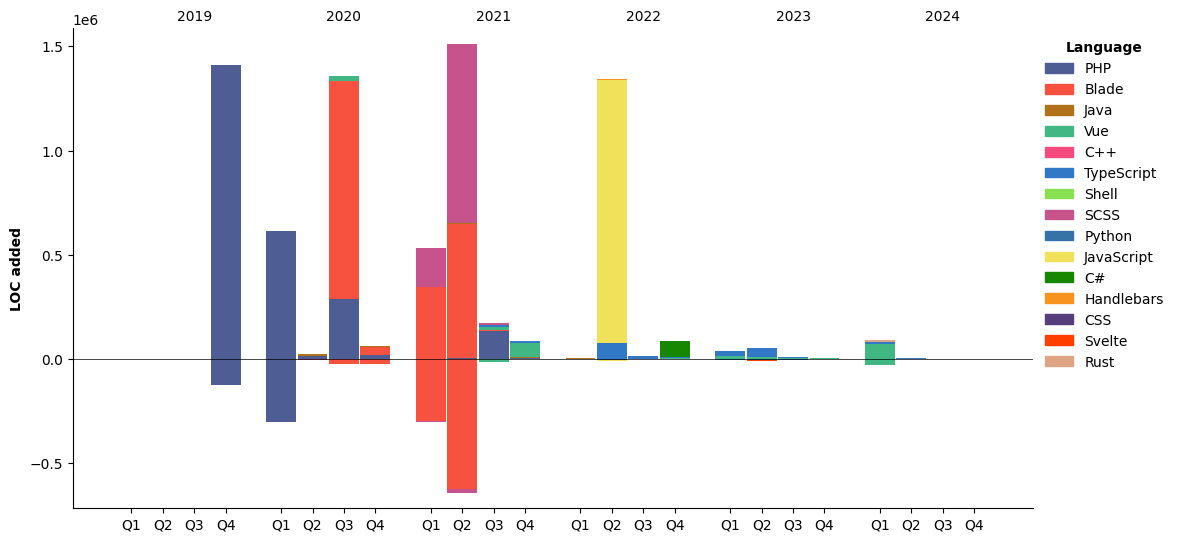 1e6
2019 2020 2021 2022 2023 2024
1.5
1.0
0.5
0.0
−0.5
LOC added
Q1 Q2 Q3 Q4 Q1 Q2 Q3 Q4 Q1 Q2 Q3 Q4 Q1 Q2 Q3 Q4 Q1 Q2 Q3 Q4 Q1 Q2 Q3 Q4
Language
PHP
Blade
Java
Vue
C++
TypeScript
Shell
SCSS
Python
JavaScript
C#
Handlebars
CSS
Svelte
Rust